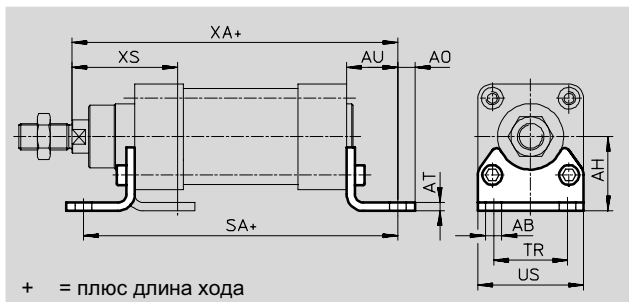 XA+
XS
AU
AO
AT
AH
SA+
AB
TR
US
+ = плюс длина хода